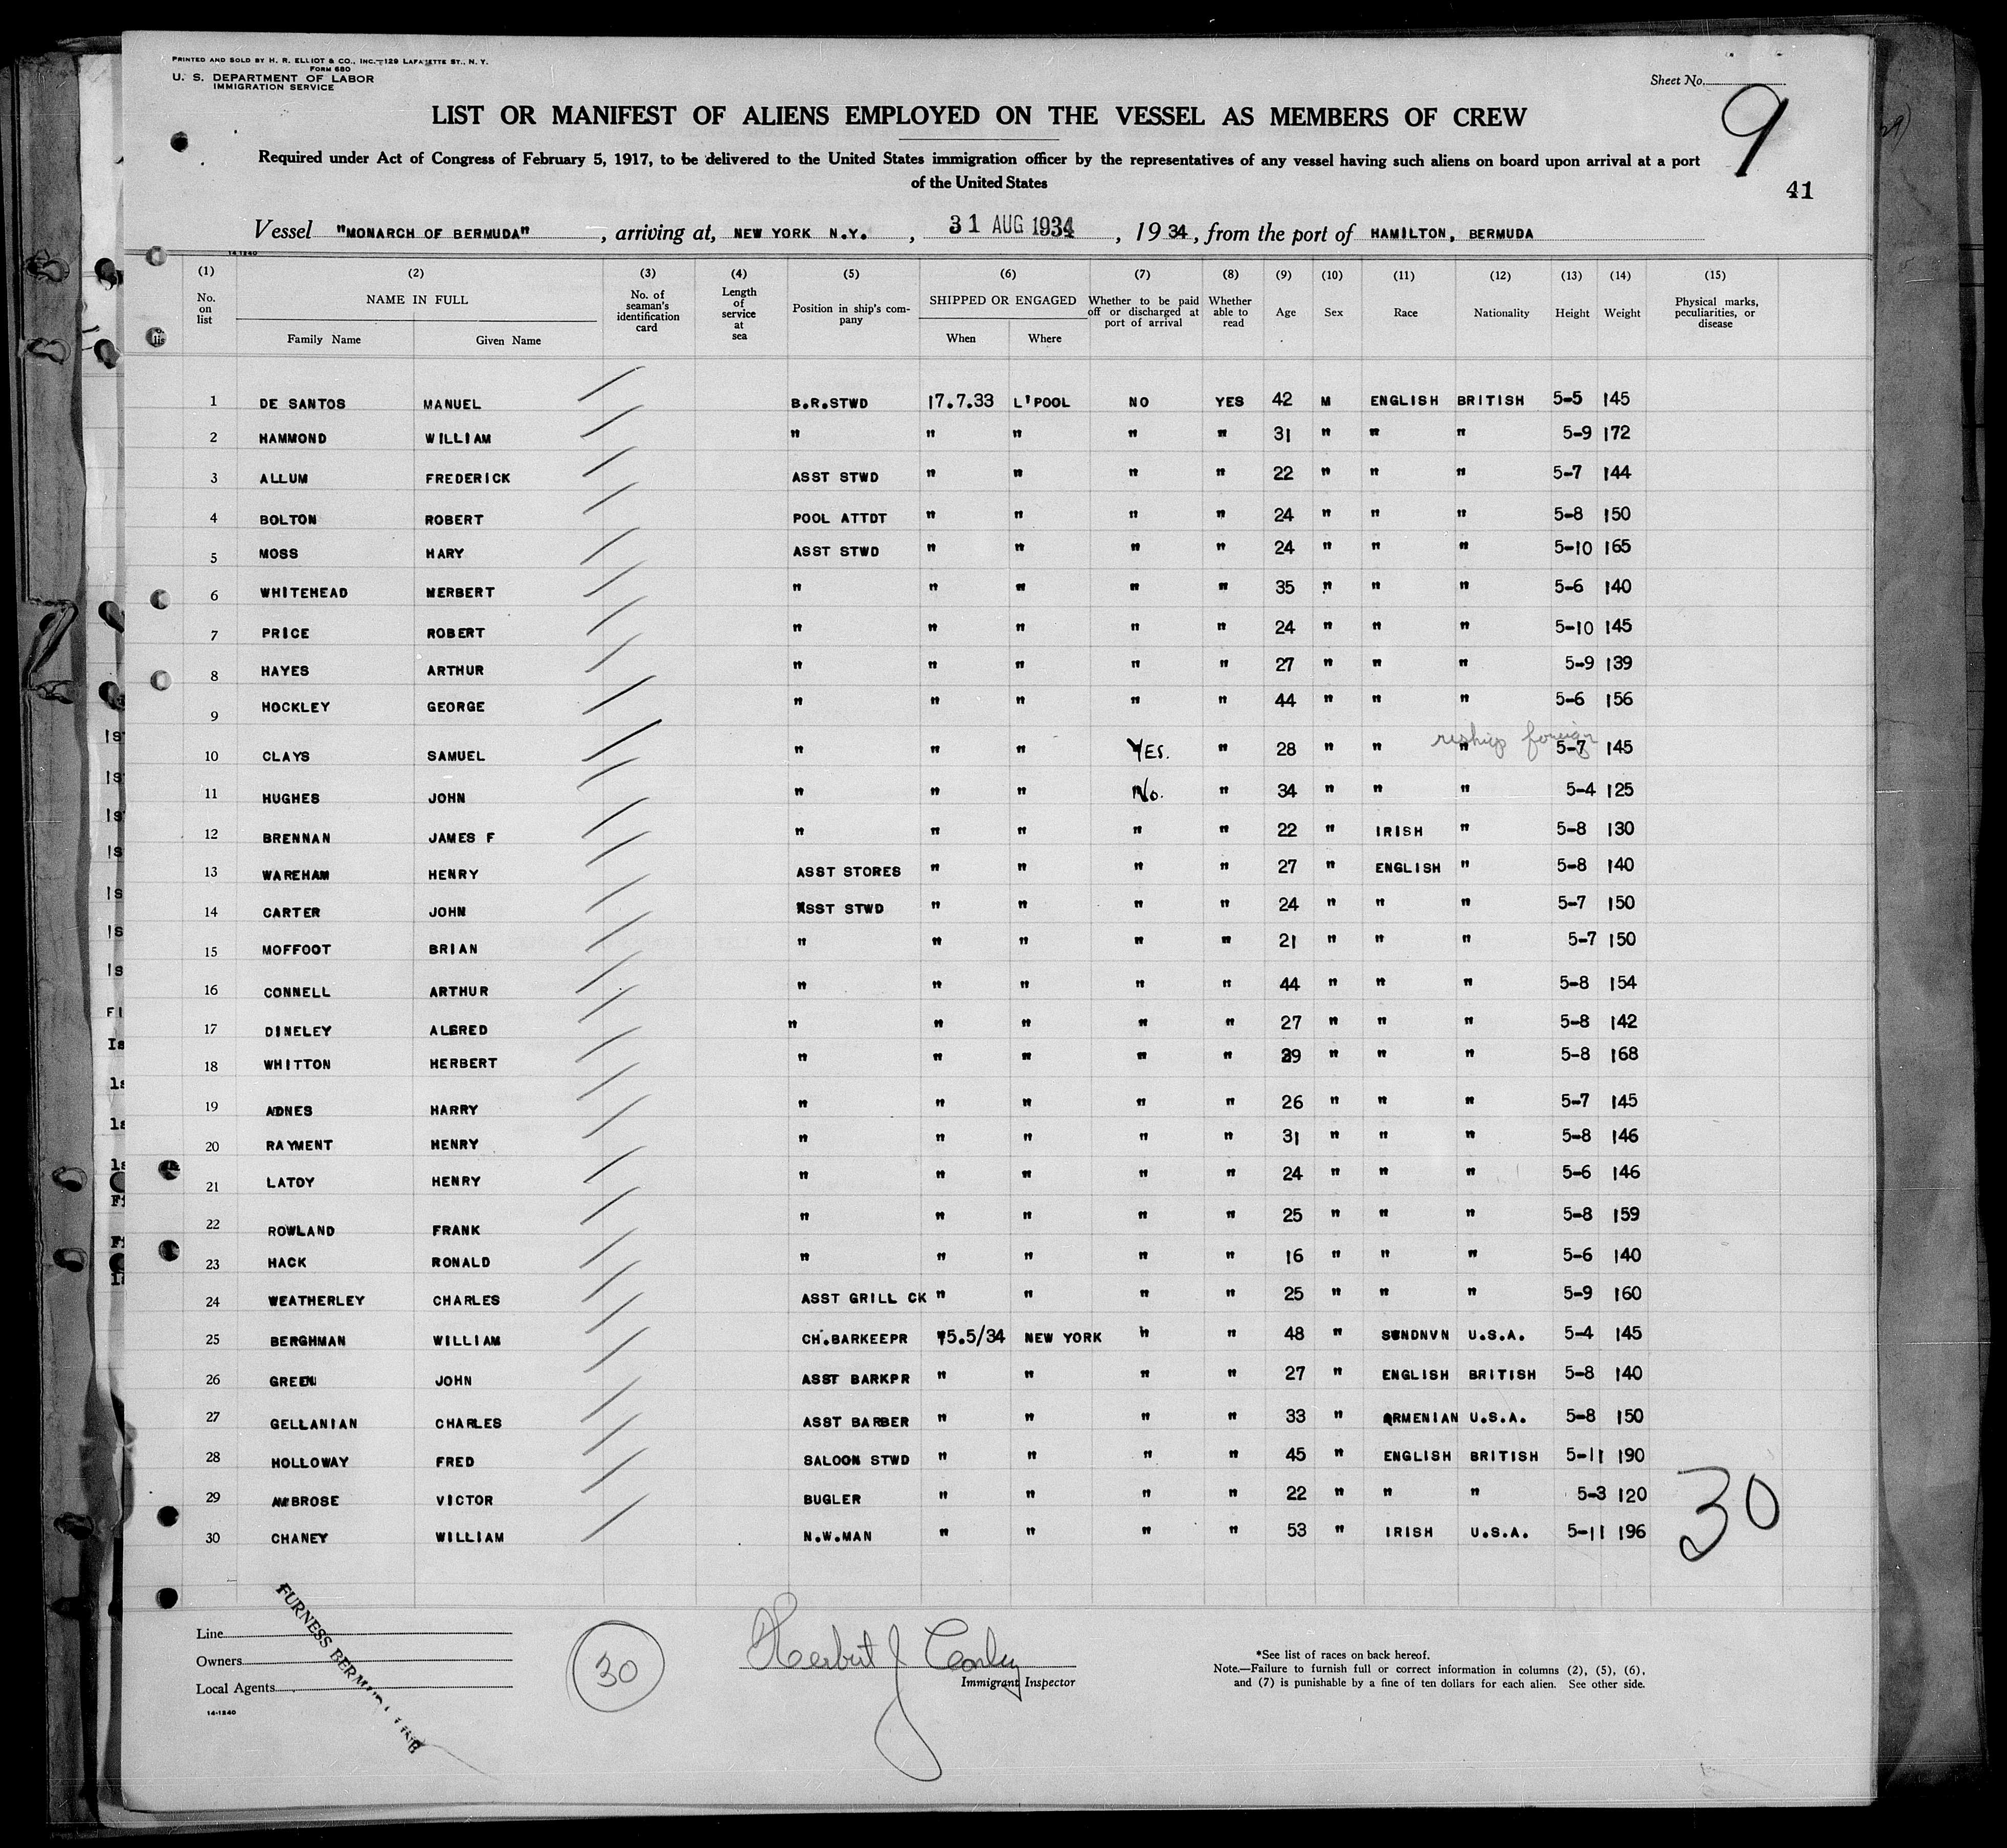 PRINTED AND SOLD BY H. R. ELLIOT & CO., INC. 129 LAFAYETTE ST., N. Y.
FORM 680
U. S. DEPARTMENT OF LABOR
IMMIGRATION SERVICE
Sheet No. 9
LIST OR MANIFEST OF ALIENS EMPLOYED ON THE VESSEL AS MEMBERS OF CREW
Required under Act of Congress of February 5, 1917, to be delivered to the United States immigration officer by the representatives of any vessel having such aliens on board upon arrival at a port
of the United States
41
Vessel "MONARCH OF BERMUDA", arriving at, NEW YORK N.Y., 31 AUG 1934, 1934, from the port of HAMILTON, BERMUDA
14-1240
(1) (2) (3) (4) (5) (6) (7) (8) (9) (10) (11) (12) (13) (14) (15)
No. on list NAME IN FULL Family Name Given Name No. of seaman's identification card Length of service at sea Position in ship's company SHIPPED OR ENGAGED When Where Whether to be paid off or discharged at port of arrival Whether able to read Age Sex Race Nationality Height Weight Physical marks, peculiarities, or disease
1 DE SANTOS MANUEL B.R.STWD 17.7.33 L'POOL NO YES 42 M ENGLISH BRITISH 5-5 145
2 HAMMOND WILLIAM " " " " " 31 " " " 5-9 172
3 ALLUM FREDERICK ASST STWD " " " " 22 " " " 5-7 144
4 BOLTON ROBERT POOL ATTDT " " " " 24 " " " 5-8 150
5 MOSS HARY ASST STWD " " " " 24 " " " 5-10 165
6 WHITEHEAD MERBERT " " " " " 35 " " " 5-6 140
7 PRICE ROBERT " " " " " 24 " " " 5-10 145
8 HAYES ARTHUR " " " " " 27 " " " 5-9 139
9 HOCKLEY GEORGE " " " " " 44 " " " 5-6 156
reship foreign
10 CLAYS SAMUEL " " " YES. " 28 " " " 5-7 145
11 HUGHES JOHN " " " No. " 34 " " " 5-4 125
12 BRENNAN JAMES F " " " " " 22 " IRISH " 5-8 130
13 WAREHAM HENRY ASST STORES " " " " 27 " ENGLISH " 5-8 140
14 CARTER JOHN ASST STWD " " " " 24 " " " 5-7 150
15 MOFFOOT BRIAN " " " " " 21 " " " 5-7 150
16 CONNELL ARTHUR " " " " " 44 " " " 5-8 154
17 DINELEY ALFRED " " " " " 27 " " " 5-8 142
18 WHITTON HERBERT " " " " " 29 " " " 5-8 168
19 ADNES HARRY " " " " " 26 " " " 5-7 145
20 RAYMENT HENRY " " " " " 31 " " " 5-8 146
21 LATOY HENRY " " " " " 24 " " " 5-6 146
22 ROWLAND FRANK " " " " " 25 " " " 5-8 159
23 HACK RONALD " " " " " 16 " " " 5-6 140
24 WEATHERLEY CHARLES ASST GRILL CK " " " " 25 " " " 5-9 160
25 BERGHMAN WILLIAM CH.BARKEEPR 5.5/34 NEW YORK " " 48 " SCNDNVN U.S.A. 5-4 145
26 GREEN JOHN ASST BARKPR " " " " 27 " ENGLISH BRITISH 5-8 140
27 GELLANIAN CHARLES ASST BARBER " " " " 33 " ARMENIAN U.S.A. 5-8 150
28 HOLLOWAY FRED SALOON STWD " " " " 45 " ENGLISH BRITISH 5-11 190
29 AMBROSE VICTOR BUGLER " " " " 22 " " " 5-3 120
30 CHANEY WILLIAM N.W.MAN " " " " 53 " IRISH U.S.A. 5-11 196
30
FURNESS BERMUDA LINE
Line
Owners
Local Agents
14-1240
30
Herbert J Conley
Immigrant Inspector
*See list of races on back hereof.
Note.—Failure to furnish full or correct information in columns (2), (5), (6),
and (7) is punishable by a fine of ten dollars for each alien. See other side.